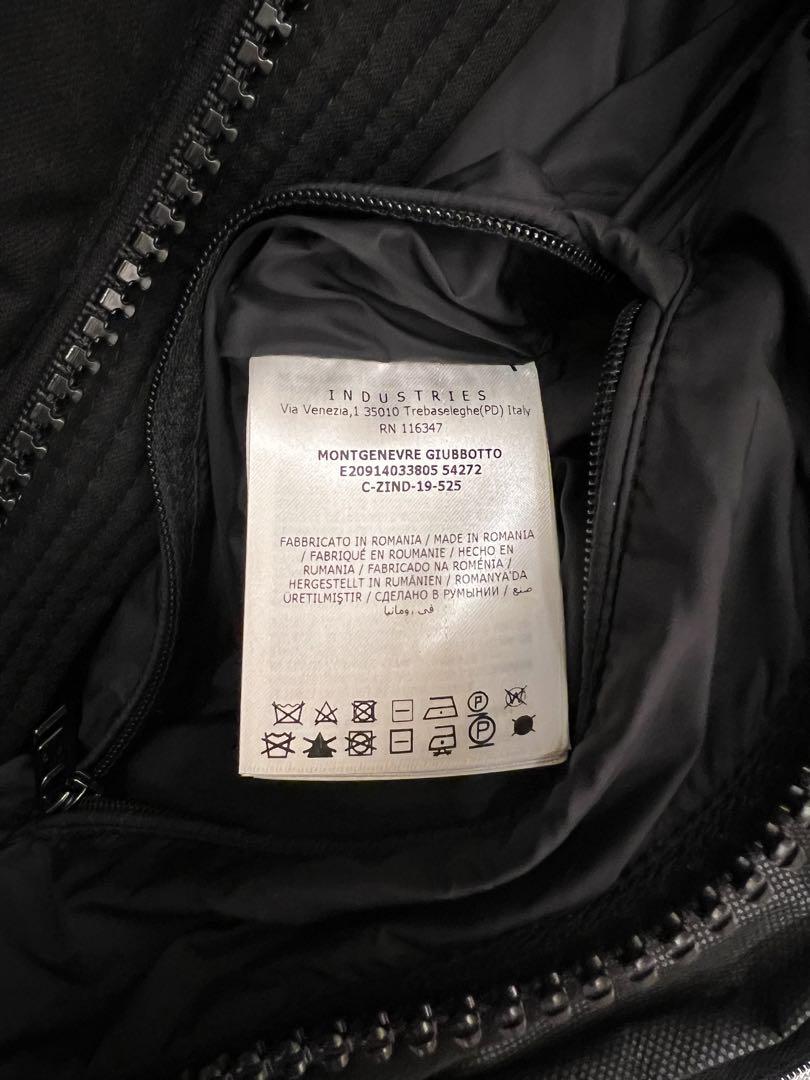 INDUSTRIES
Via Venezia,1 35010 Trebaseleghe(PD) Italy
RN 116347
MONTGENEVRE GIUBBOTTO
E20914033805 54272
C-ZIND-19-525
FABBRICATO IN ROMANIA / MADE IN ROMANIA
/ FABRIQUÉ EN ROUMANIE / HECHO EN
RUMANIA / FABRICADO NA ROMÉNIA /
HERGESTELLT IN RUMÄNIEN / ROMANYA'DA
ÜRETILMIŞTIR / СДЕЛАНО В РУМЫНИИ / صنع
في رومانيا
P W
P